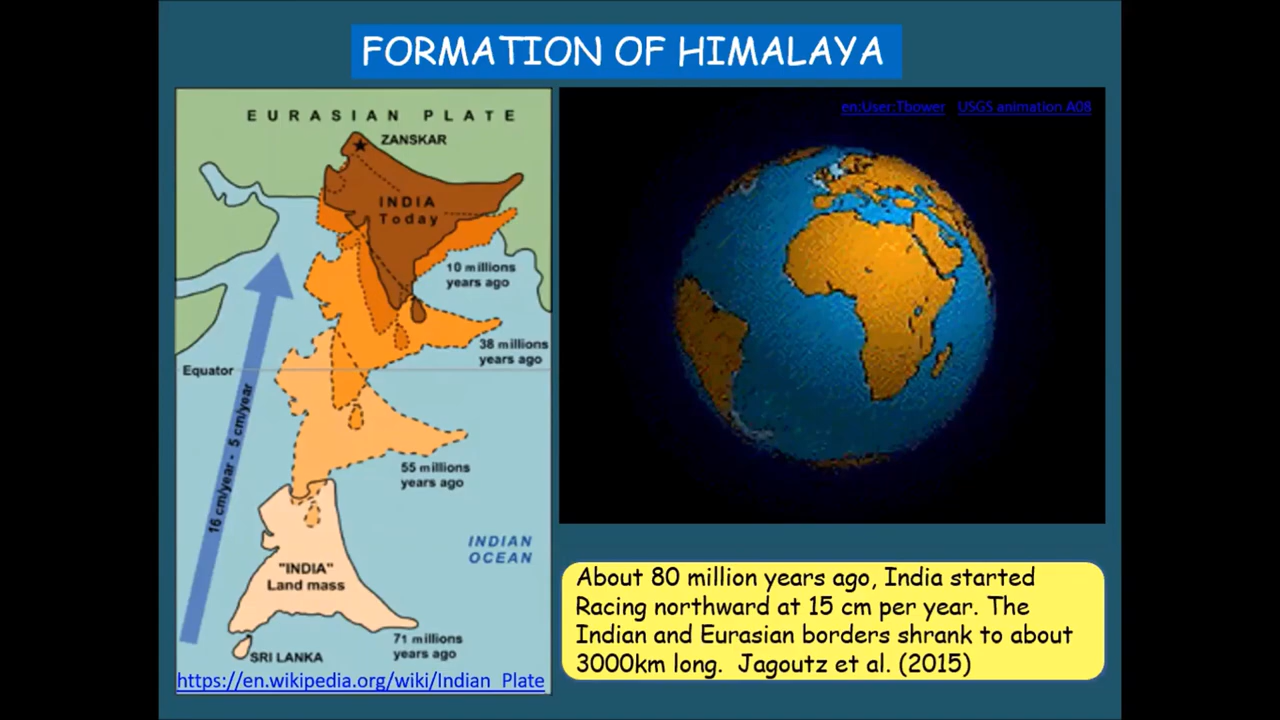 FORMATION OF HIMALAYA
EURASIAN PLATE
ZANSKAR
INDIA
Today
10 millions
years ago
38 millions
years ago
Equator
16 cm/year - 5 cm/year
55 millions
years ago
INDIAN
OCEAN
"INDIA"
Land mass
71 millions
years ago
SRI LANKA
https://en.wikipedia.org/wiki/Indian_Plate
en:User:Tbower USGS animation A08
About 80 million years ago, India started
Racing northward at 15 cm per year. The
Indian and Eurasian borders shrank to about
3000km long. Jagoutz et al. (2015)